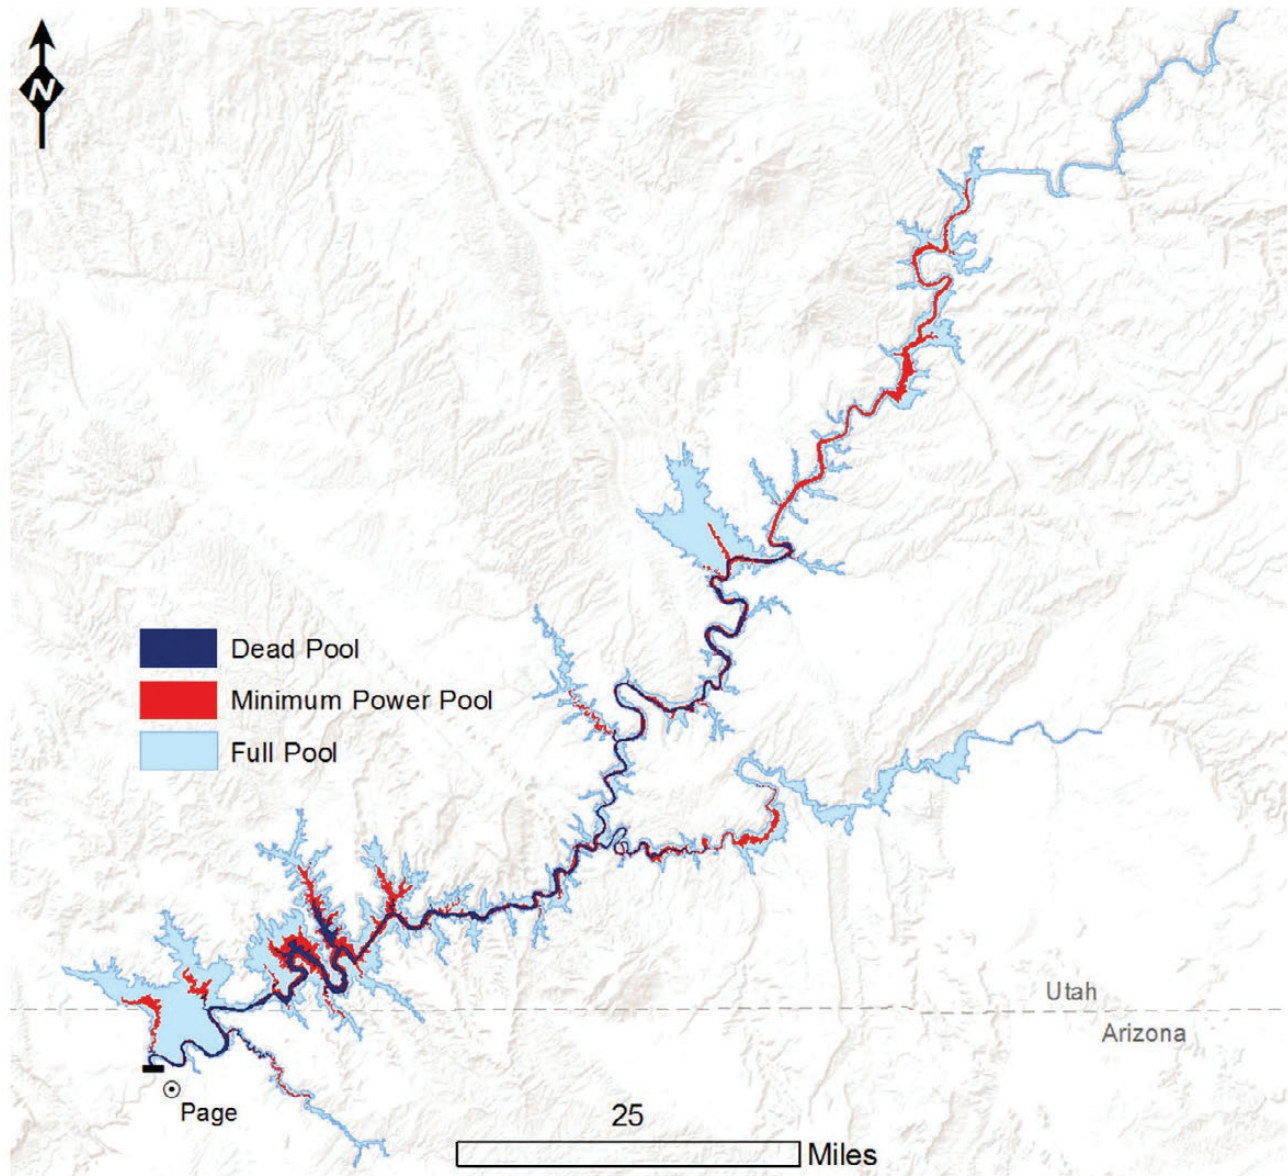 N
Dead Pool
Minimum Power Pool
Full Pool
Utah
Arizona
Page
25
Miles